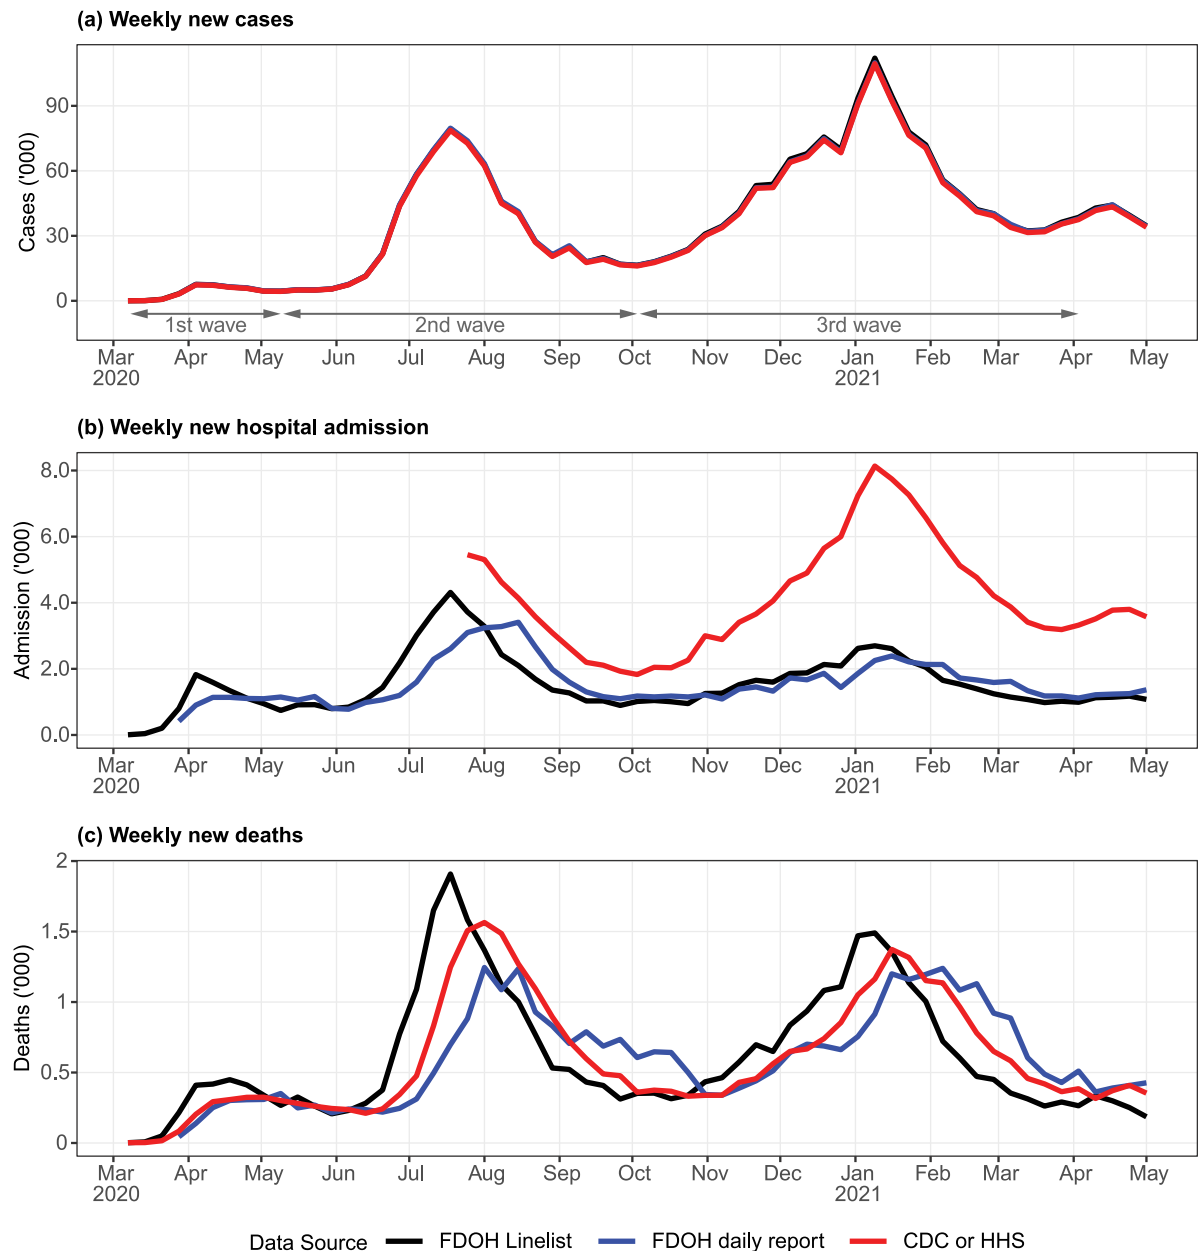 (a) Weekly new cases
Cases ('000)
90
60
30
0
1st wave 2nd wave 3rd wave
Mar Apr May Jun Jul Aug Sep Oct Nov Dec Jan Feb Mar Apr May
2020 2021
(b) Weekly new hospital admission
Admission ('000)
8.0
6.0
4.0
2.0
0.0
Mar Apr May Jun Jul Aug Sep Oct Nov Dec Jan Feb Mar Apr May
2020 2021
(c) Weekly new deaths
Deaths ('000)
2
1.5
1
0.5
0
Mar Apr May Jun Jul Aug Sep Oct Nov Dec Jan Feb Mar Apr May
2020 2021
Data Source FDOH Linelist FDOH daily report CDC or HHS